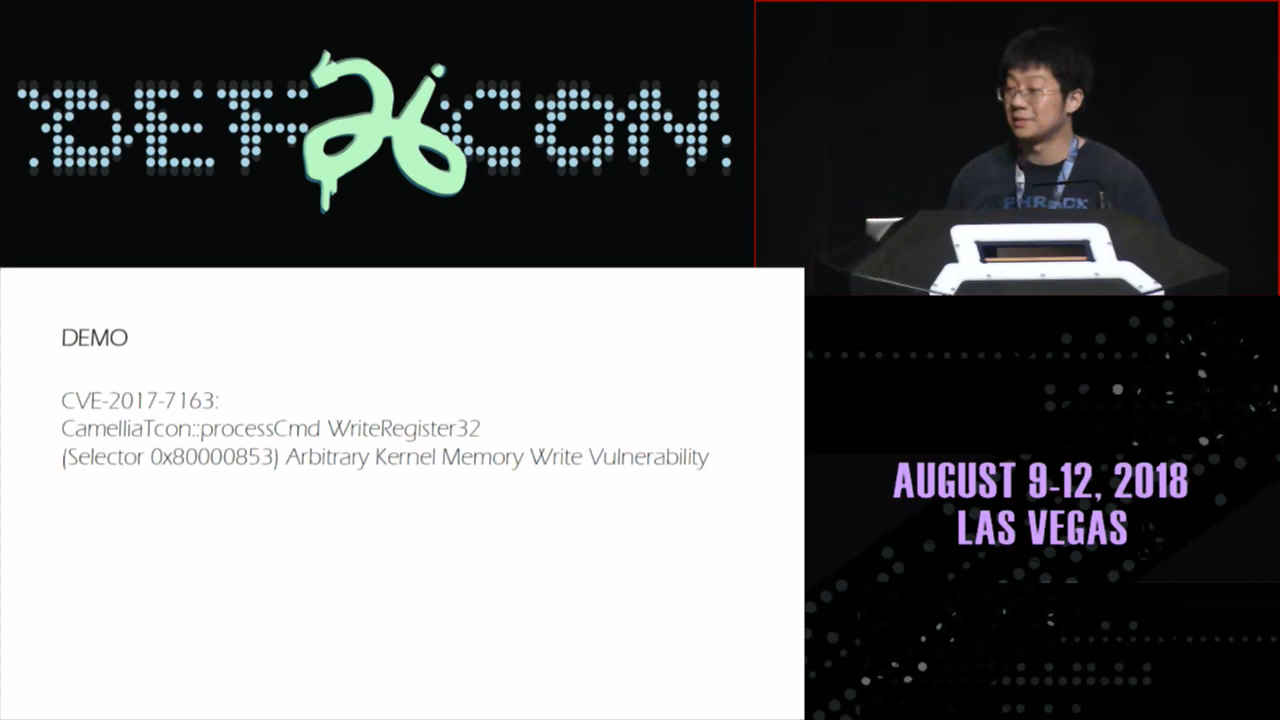 DEF 26 CON
PHRACK
DEMO
CVE-2017-7163:
CamelliaTcon::processCmd WriteRegister32
(Selector 0x80000853) Arbitrary Kernel Memory Write Vulnerability
AUGUST 9-12, 2018
LAS VEGAS